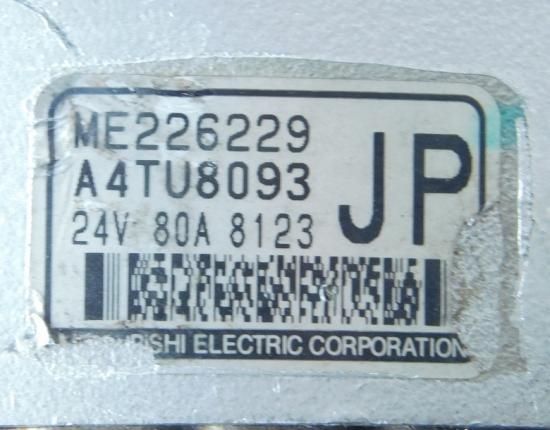 ME226229
A4TU8093
JP
24V 80A 8123
ELECTRIC CORPORATION